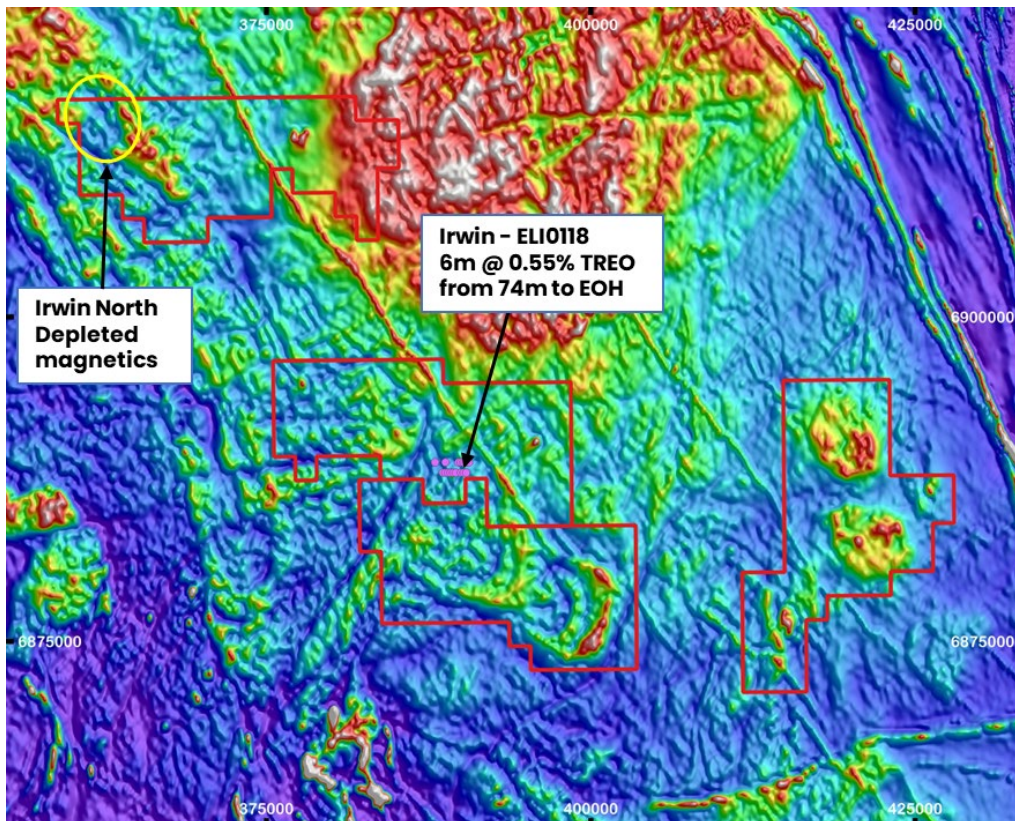 375000
400000
425000
Irwin - ELI0118
6m @ 0.55% TREO
from 74m to EOH
Irwin North
Depleted
magnetics
6900000
6875000
6875000
375000
400000
425000